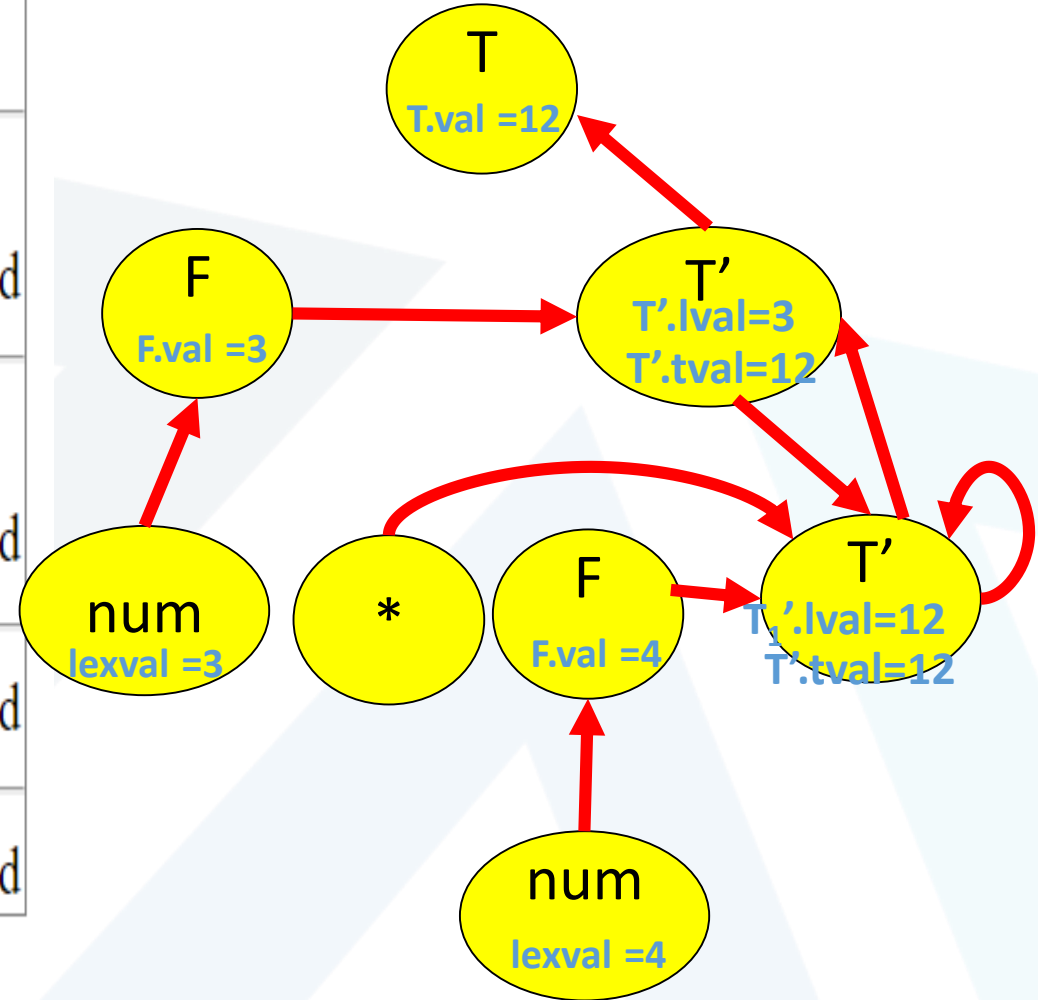 T
T.val =12
d
F
F.val =3
T’
T’.lval=3
T’.tval=12
d
num
lexval =3
*
F
F.val =4
T’
T₁’.lval=12
T’.tval=12
d
num
lexval =4
d